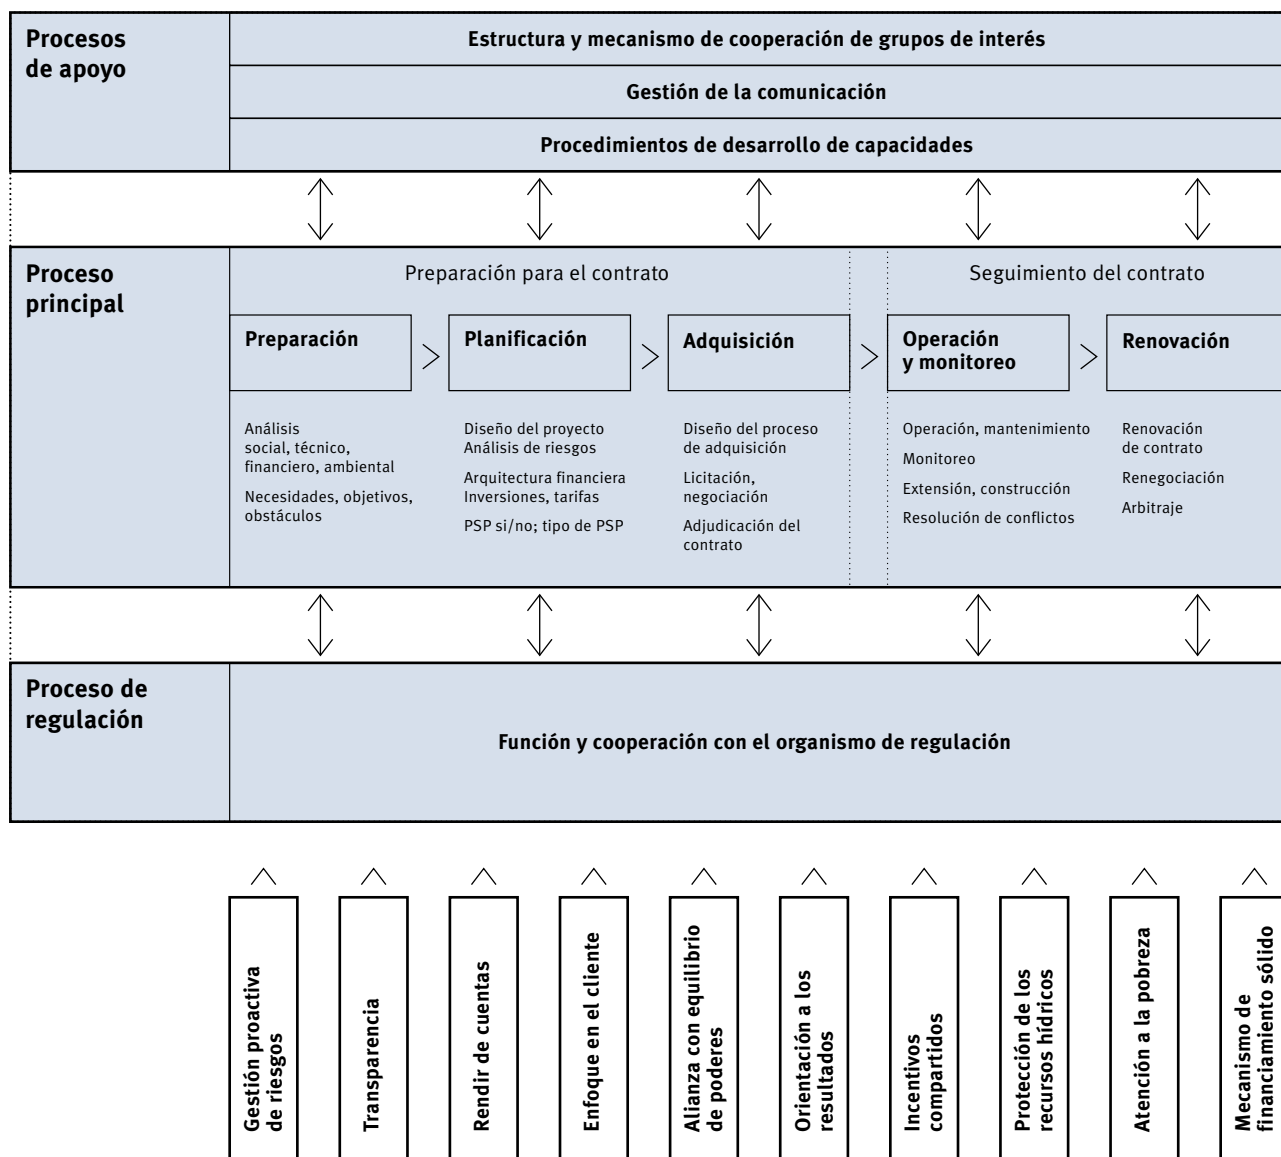 Procesos
de apoyo
Estructura y mecanismo de cooperación de grupos de interés
Gestión de la comunicación
Procedimientos de desarrollo de capacidades
Proceso
principal
Preparación para el contrato
Seguimiento del contrato
Preparación
Planificación
Adquisición
Operación
y monitoreo
Renovación
Análisis
social, técnico,
financiero, ambiental
Necesidades, objetivos,
obstáculos
Diseño del proyecto
Análisis de riesgos
Arquitectura financiera
Inversiones, tarifas
PSP si/no; tipo de PSP
Diseño del proceso
de adquisición
Licitación,
negociación
Adjudicación del
contrato
Operación, mantenimiento
Monitoreo
Extensión, construcción
Resolución de conflictos
Renovación
de contrato
Renegociación
Arbitraje
Proceso de
regulación
Función y cooperación con el organismo de regulación
Gestión proactiva
de riesgos
Transparencia
Rendir de cuentas
Enfoque en el cliente
Alianza con equilibrio
de poderes
Orientación a los
resultados
Incentivos
compartidos
Protección de los
recursos hídricos
Atención a la pobreza
Mecanismo de
financiamiento sólido